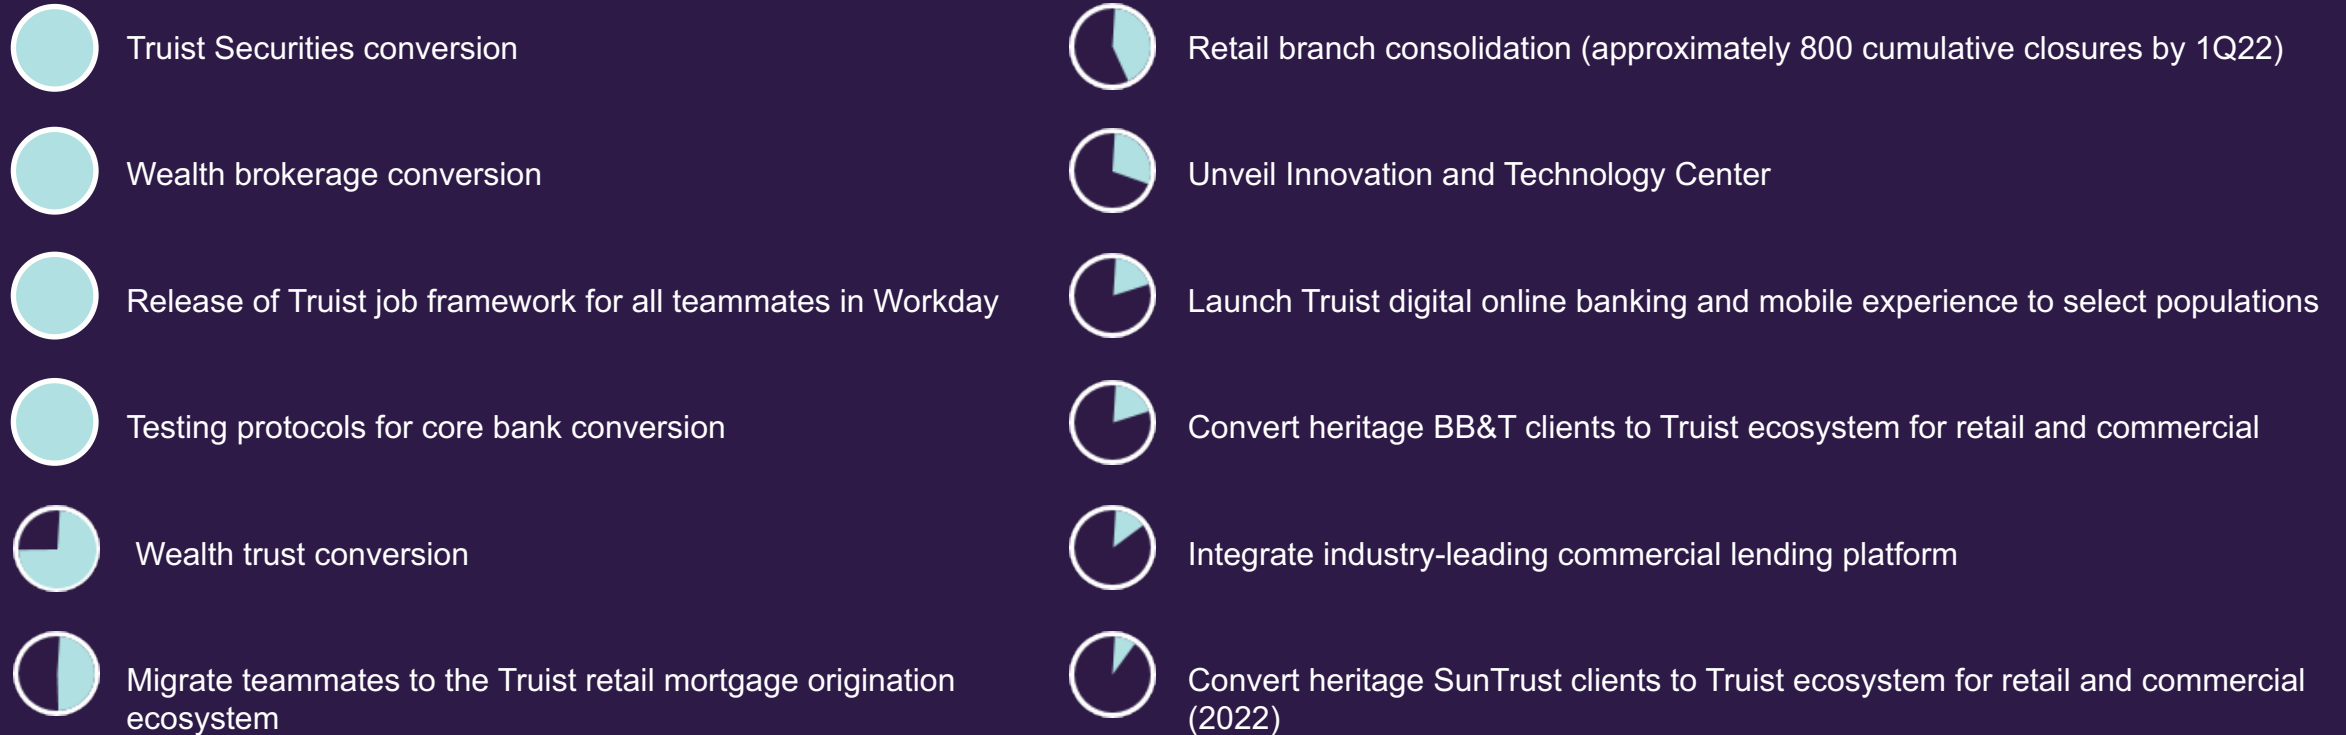 Truist Securities conversion
Wealth brokerage conversion
Release of Truist job framework for all teammates in Workday
Testing protocols for core bank conversion
Wealth trust conversion
Migrate teammates to the Truist retail mortgage origination
ecosystem
Retail branch consolidation (approximately 800 cumulative closures by 1Q22)
Unveil Innovation and Technology Center
Launch Truist digital online banking and mobile experience to select populations
Convert heritage BB&T clients to Truist ecosystem for retail and commercial
Integrate industry-leading commercial lending platform
Convert heritage SunTrust clients to Truist ecosystem for retail and commercial
(2022)